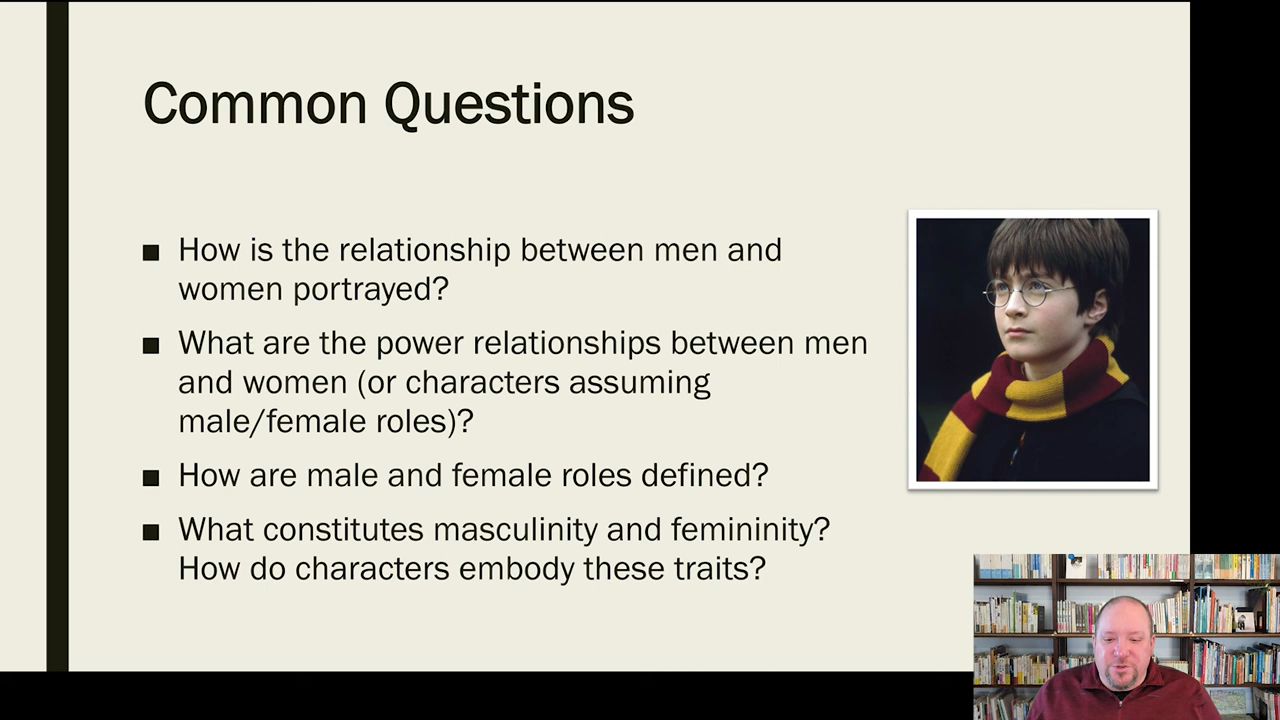 Common Questions
■ How is the relationship between men and
women portrayed?
■ What are the power relationships between men
and women (or characters assuming
male/female roles)?
■ How are male and female roles defined?
■ What constitutes masculinity and femininity?
How do characters embody these traits?